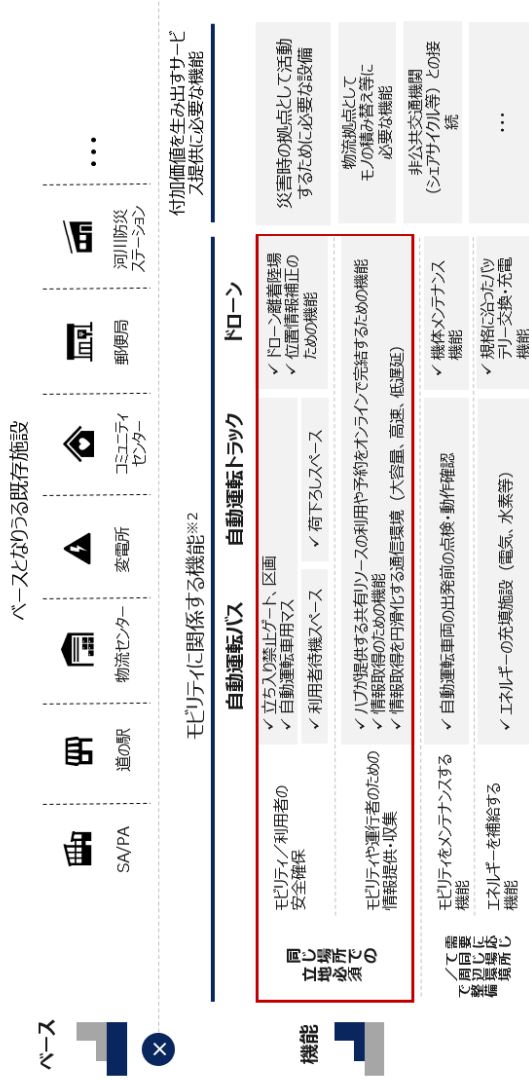 ベースとなりうる既存施設
ベース
SA/PA
道の駅
物流センター
変電所
コミュニティ
センター
郵便局
河川防災
ステーション
…
×
モビリティに関係する機能※2
付加価値を生み出すサービ
ス提供に必要な機能
自動運転バス
自動運転トラック
ドローン
機能
同じ場所での
立地必須
モビリティ／利用者の
安全確保
✓ 立ち入り禁止ゲート、区画
✓ 自動運転車用マス
✓ 利用者待機スペース
✓ 荷下ろしスペース
✓ ドローン離着陸場
✓ 位置情報補正の
ための機能
モビリティや運行者のための
情報提供・収集
✓ ハブが提供する共有リソースの利用や予約をオンラインで完結するための機能
✓ 情報取得のための機能
✓ 情報取得を円滑化する通信環境（大容量、高速、低遅延）
需要に応じ
て同じ場所
／周辺環境
で整備
モビリティをメンテナンスする
機能
✓ 自動運転車両の出発前の点検・動作確認
✓ 機体メンテナンス
機能
エネルギーを補給する
機能
✓ エネルギーの充填施設（電気、水素等）
✓ 規格に沿ったバッ
テリー交換・充電
機能
災害時の拠点として活動
するために必要な設備
物流拠点として
モノの積み替え等に
必要な機能
非公共交通機関
（シェアサイクル等）との接
続
…